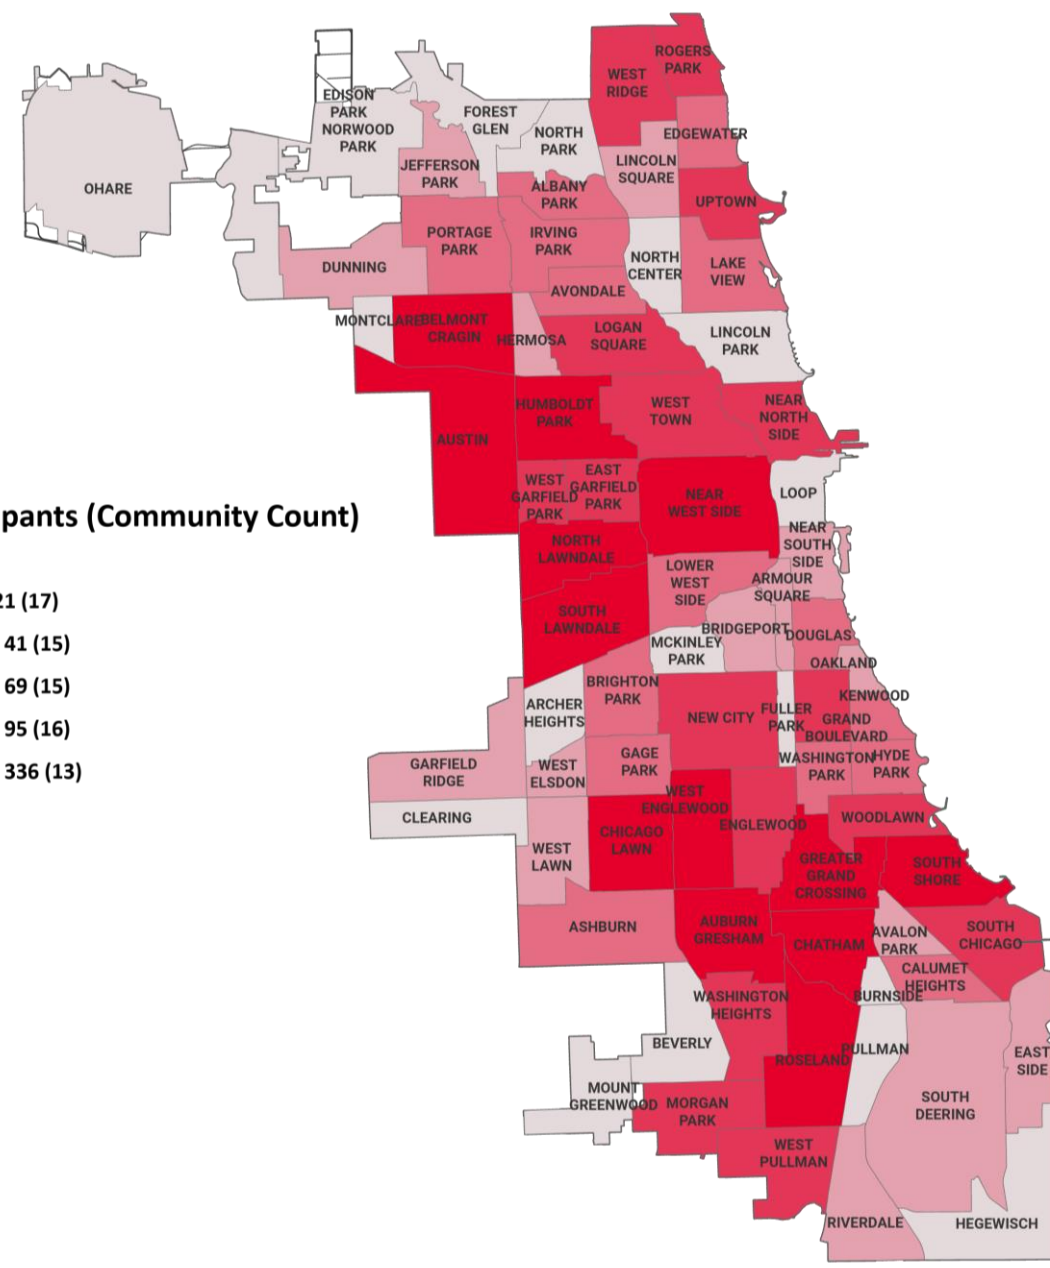 ROGERS
PARK
WEST
RIDGE
EDISON
PARK
NORWOOD
PARK
FOREST
GLEN
NORTH
PARK
EDGEWATER
JEFFERSON
PARK
LINCOLN
SQUARE
OHARE
ALBANY
PARK
UPTOWN
PORTAGE
PARK
IRVING
PARK
NORTH
CENTER
LAKE
VIEW
DUNNING
AVONDALE
MONTCLARE
BELMONT
CRAGIN
HERMOSA
LOGAN
SQUARE
LINCOLN
PARK
HUMBOLDT
PARK
WEST
TOWN
NEAR
NORTH
SIDE
AUSTIN
WEST
GARFIELD
PARK
EAST
GARFIELD
PARK
NEAR
WEST SIDE
LOOP
pants (Community Count)
NORTH
LAWNDALE
NEAR
SOUTH
SIDE
LOWER
WEST
SIDE
ARMOUR
SQUARE
21 (17)
41 (15)
69 (15)
95 (16)
336 (13)
SOUTH
LAWNDALE
MCKINLEY
PARK
BRIDGEPORT
DOUGLAS
OAKLAND
ARCHER
HEIGHTS
BRIGHTON
PARK
NEW CITY
FULLER
PARK
KENWOOD
GRAND
BOULEVARD
GARFIELD
RIDGE
WEST
ELSDON
GAGE
PARK
WASHINGTON
PARK
HYDE
PARK
CLEARING
WEST
ENGLEWOOD
ENGLEWOOD
WOODLAWN
WEST
LAWN
CHICAGO
LAWN
GREATER
GRAND
CROSSING
SOUTH
SHORE
ASHBURN
AUBURN
GRESHAM
CHATHAM
AVALON
PARK
SOUTH
CHICAGO
CALUMET
HEIGHTS
BURNSIDE
WASHINGTON
HEIGHTS
BEVERLY
ROSELAND
PULLMAN
EAST
SIDE
MOUNT
GREENWOOD
MORGAN
PARK
SOUTH
DEERING
WEST
PULLMAN
RIVERDALE
HEGEWISCH